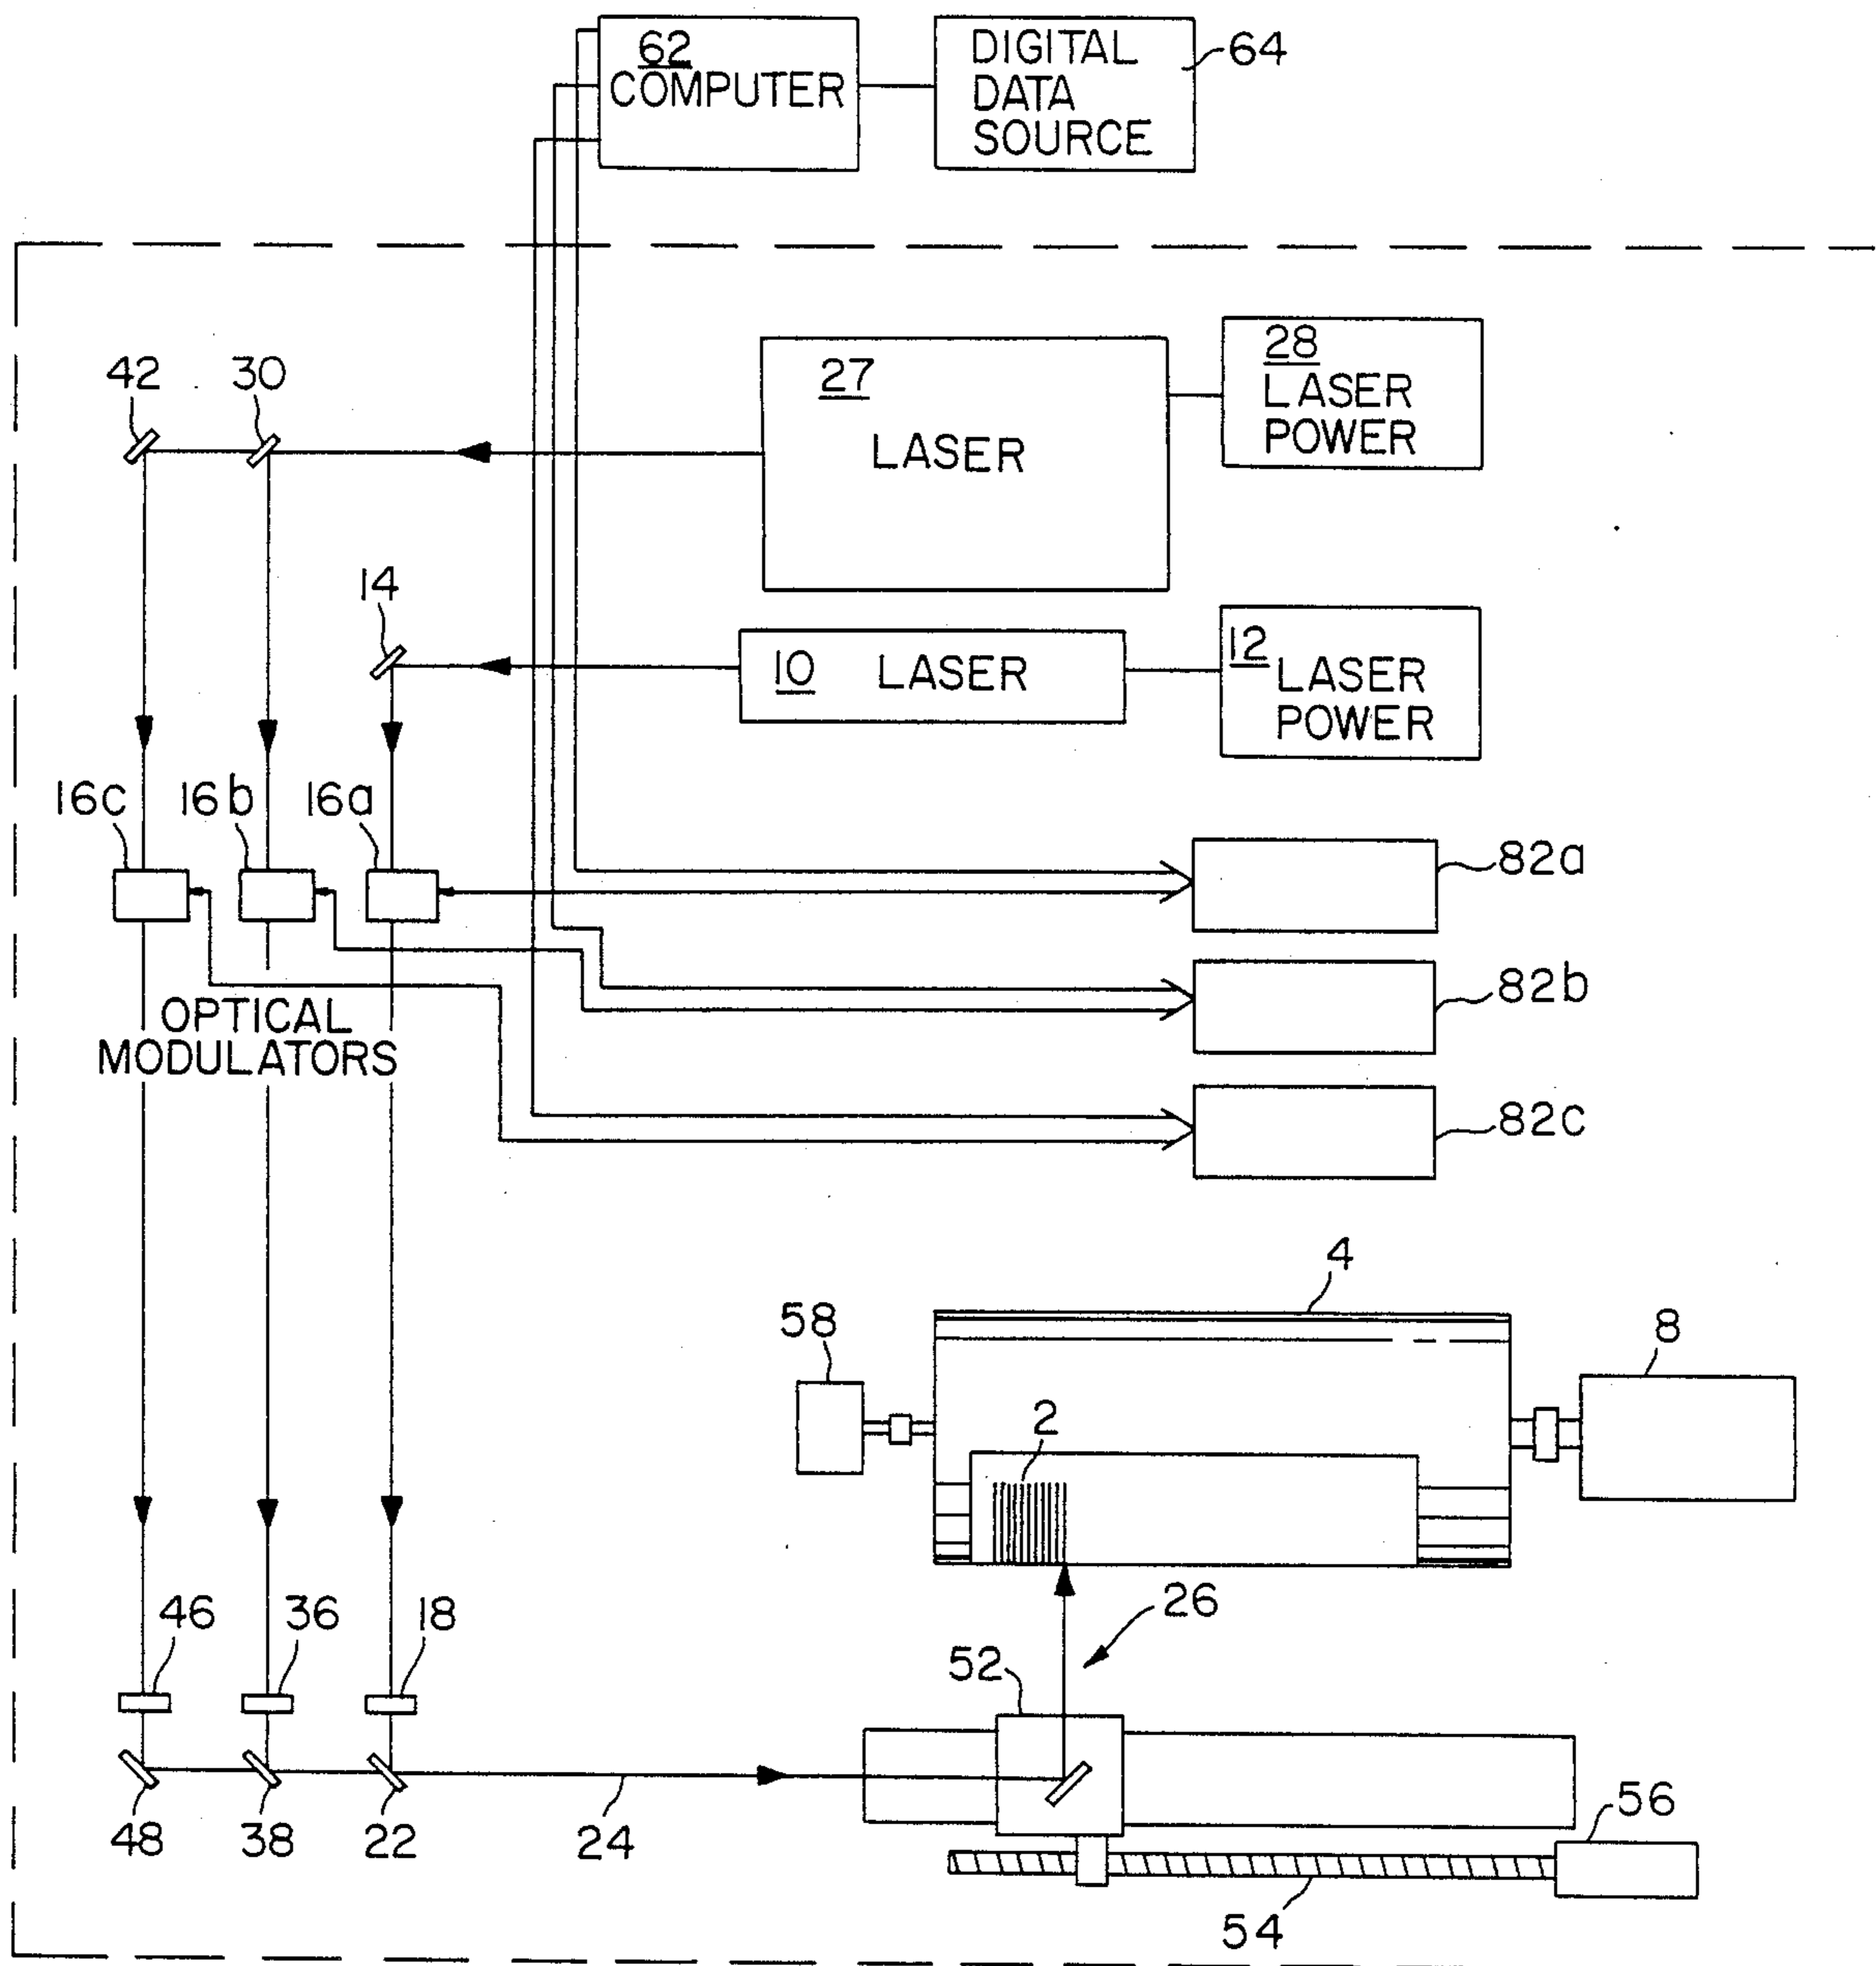 62
COMPUTER
DIGITAL
DATA
SOURCE
64
42
30
27
LASER
28
LASER
POWER
14
10 LASER
12
LASER
POWER
16c
16b
16a
82a
82b
82c
OPTICAL
MODULATORS
4
58
8
2
46
36
18
26
52
48
38
22
24
56
54